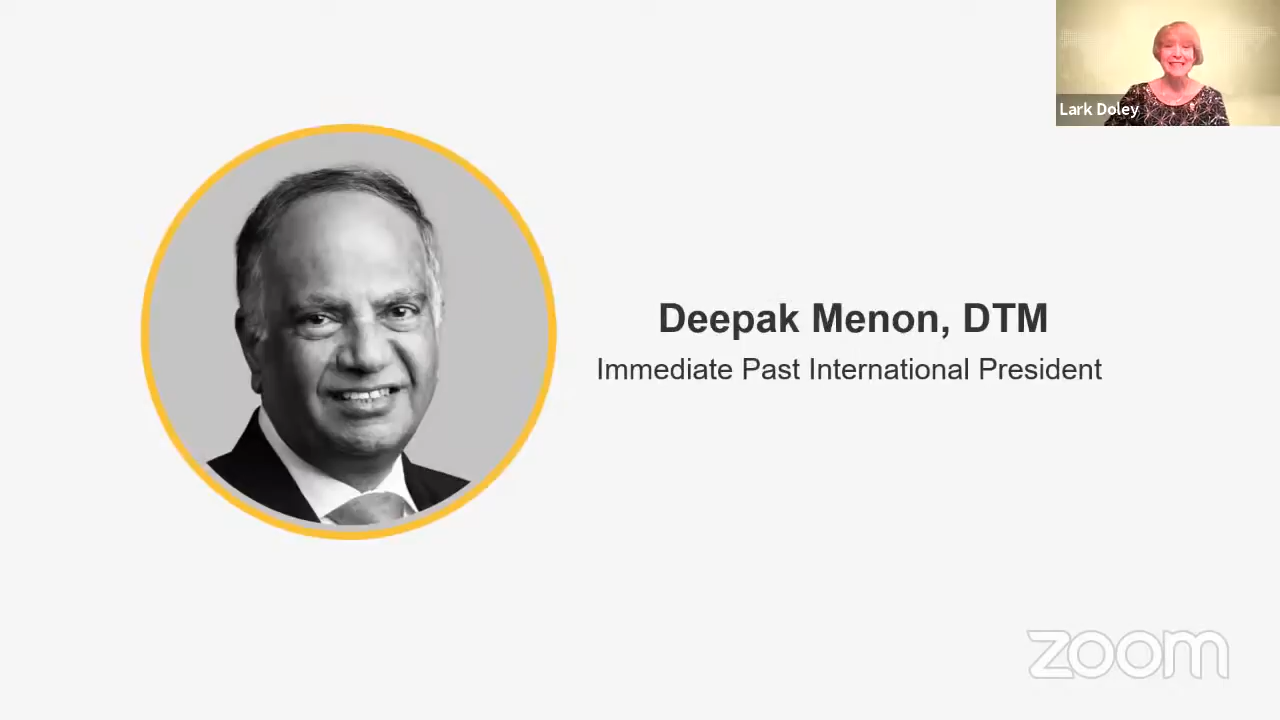 Lark Doley
Deepak Menon, DTM
Immediate Past International President
zoom